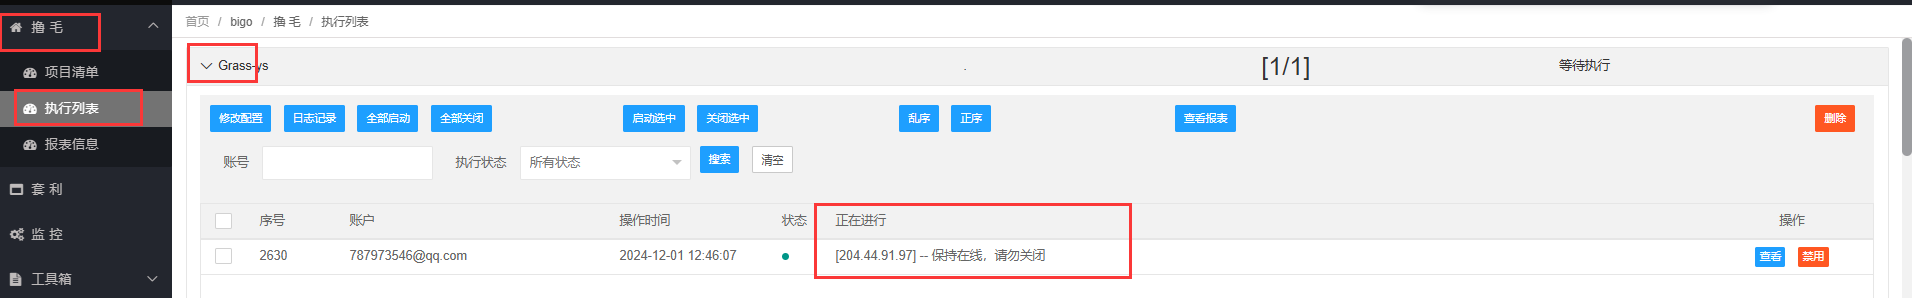 撸 毛
项目清单
执行列表
报表信息
套 利
监 控
工具箱
首页 / bigo / 撸 毛 / 执行列表
Grass-ys . [1/1] 等待执行
修改配置 日志记录 全部启动 全部关闭 启动选中 关闭选中 乱序 正序 查看报表 删除
账号 执行状态 所有状态 搜索 清空
序号 账户 操作时间 状态 正在进行 操作
2630 787973546@qq.com 2024-12-01 12:46:07 [204.44.91.97] -- 保持在线，请勿关闭 查看 禁用